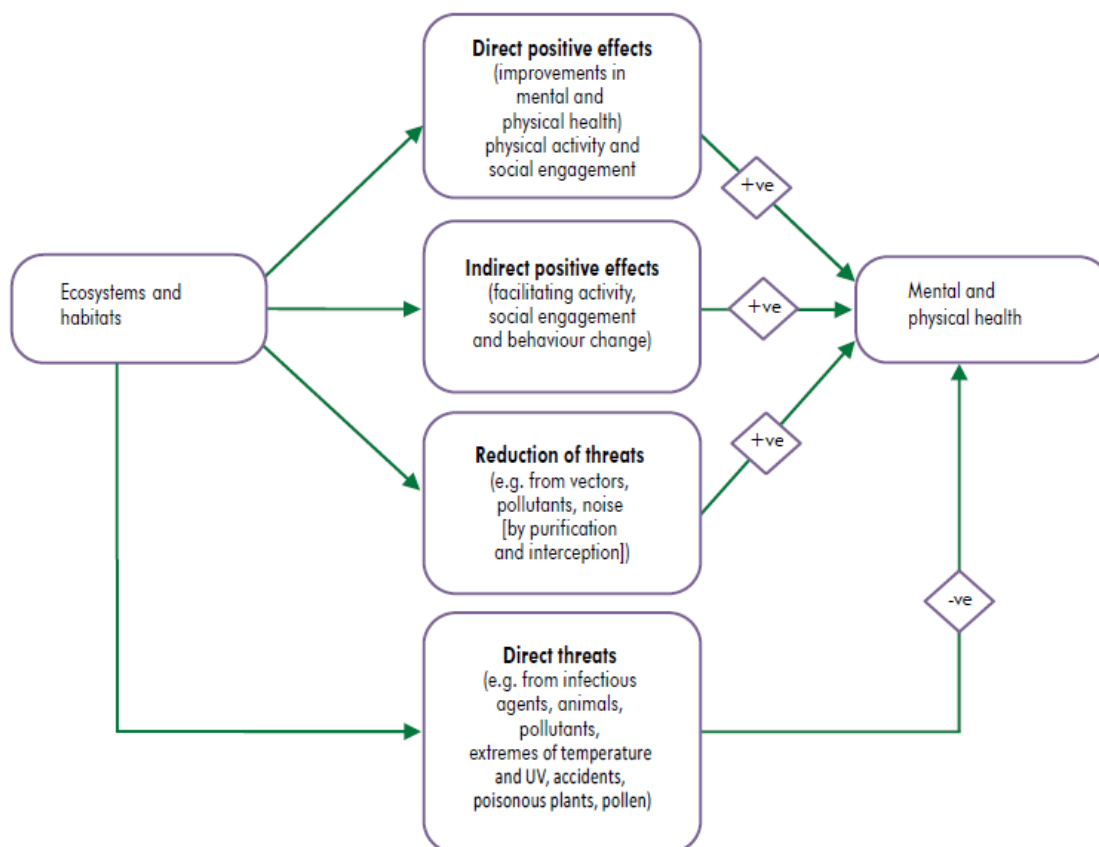 Direct positive effects
(improvements in
mental and
physical health)
physical activity and
social engagement
+ve
Ecosystems and
habitats
Indirect positive effects
(facilitating activity,
social engagement
and behaviour change)
+ve
Mental and
physical health
Reduction of threats
(e.g. from vectors,
pollutants, noise
[by purification
and interception])
+ve
Direct threats
(e.g. from infectious
agents, animals,
pollutants,
extremes of temperature
and UV, accidents,
poisonous plants, pollen)
-ve